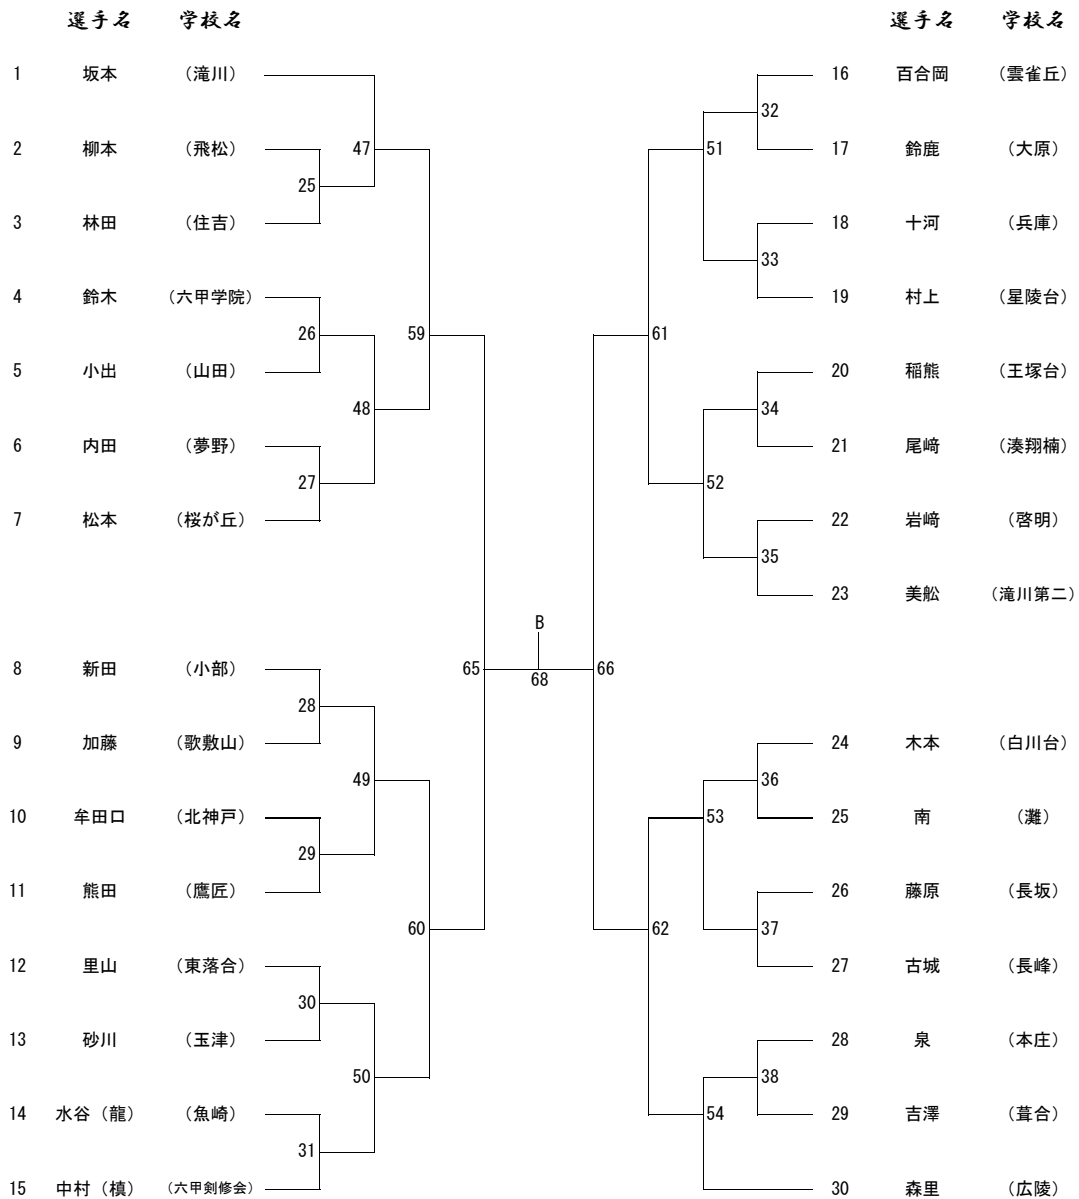 選手名 学校名 選手名 学校名
1 坂本 （滝川） 16 百合岡 （雲雀丘）
32
2 柳本 （飛松） 47 51 17 鈴鹿 （大原）
25
3 林田 （住吉） 18 十河 （兵庫）
33
4 鈴木 （六甲学院） 19 村上 （星陵台）
26 59 61
5 小出 （山田） 20 稲熊 （王塚台）
48 34
6 内田 （夢野） 21 尾﨑 （湊翔楠）
27 52
7 松本 （桜が丘） 22 岩﨑 （啓明）
35
23 美舩 （滝川第二）
B
8 新田 （小部） 65 66
68
28
9 加藤 （歌敷山） 24 木本 （白川台）
49 36
10 牟田口 （北神戸） 53 25 南 （灘）
29
11 熊田 （鷹匠） 26 藤原 （長坂）
60 62 37
12 里山 （東落合） 27 古城 （長峰）
30
13 砂川 （玉津） 28 泉 （本庄）
50 38
14 水谷（龍） （魚崎） 54 29 吉澤 （葺合）
31
15 中村（槙） （六甲剣修会） 30 森里 （広陵）